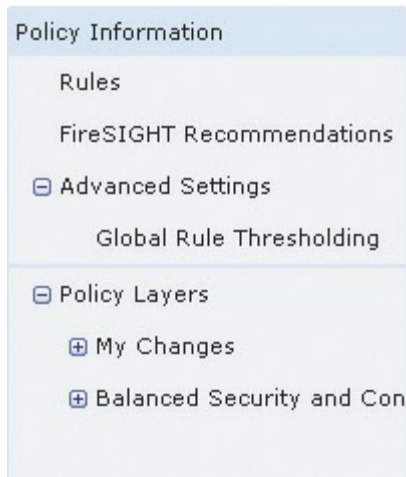 Policy Information
Rules
FireSIGHT Recommendations
Advanced Settings
Global Rule Thresholding
Policy Layers
My Changes
Balanced Security and Con